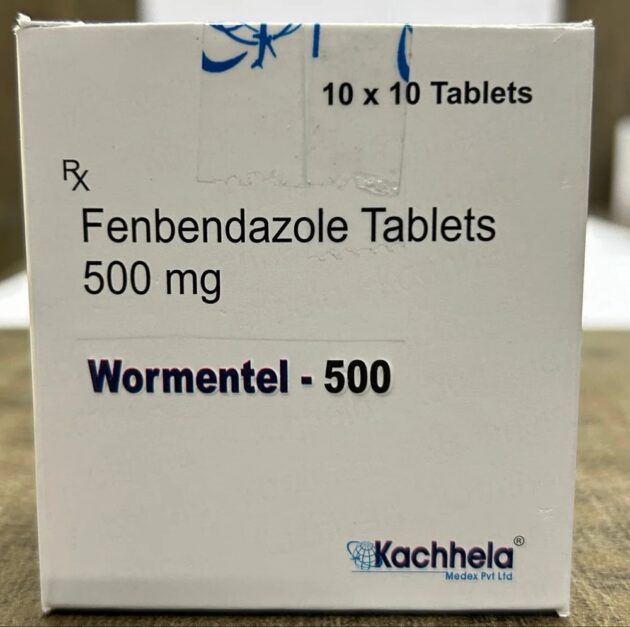 10 x 10 Tablets
Rx
Fenbendazole Tablets
500 mg
Wormentel - 500
Kachhela®
Medex Pvt Ltd